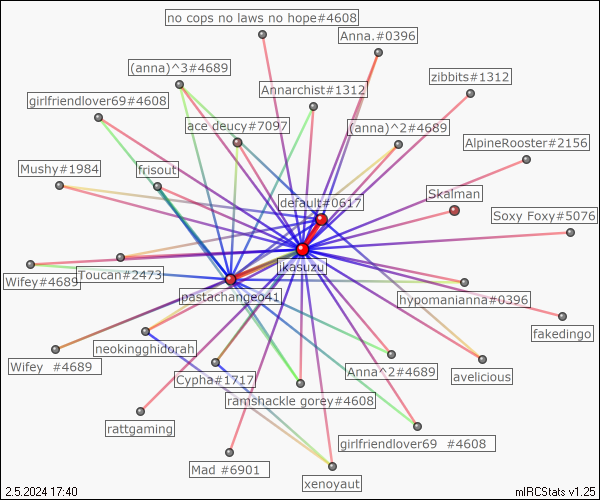 no cops no laws no hope#4608
Anna.#0396
(anna)^3#4689
zibbits#1312
Annarchist#1312
girlfriendlover69#4608
ace deucy#7097
(anna)^2#4689
AlpineRooster#2156
Mushy#1984
frisout
Skalman
default#0617
Soxy Foxy#5076
ikasuzu
Wifey#4689
Toucan#2473
pastachangeo41
hypomanianna#0396
fakedingo
neokingghidorah
Wifey  #4689
Cypha#1717
Anna^2#4689
avelicious
ramshackle gorey#4608
rattgaming
girlfriendlover69  #4608
Mad #6901
xenoyaut
2.5.2024 17:40
mIRCStats v1.25